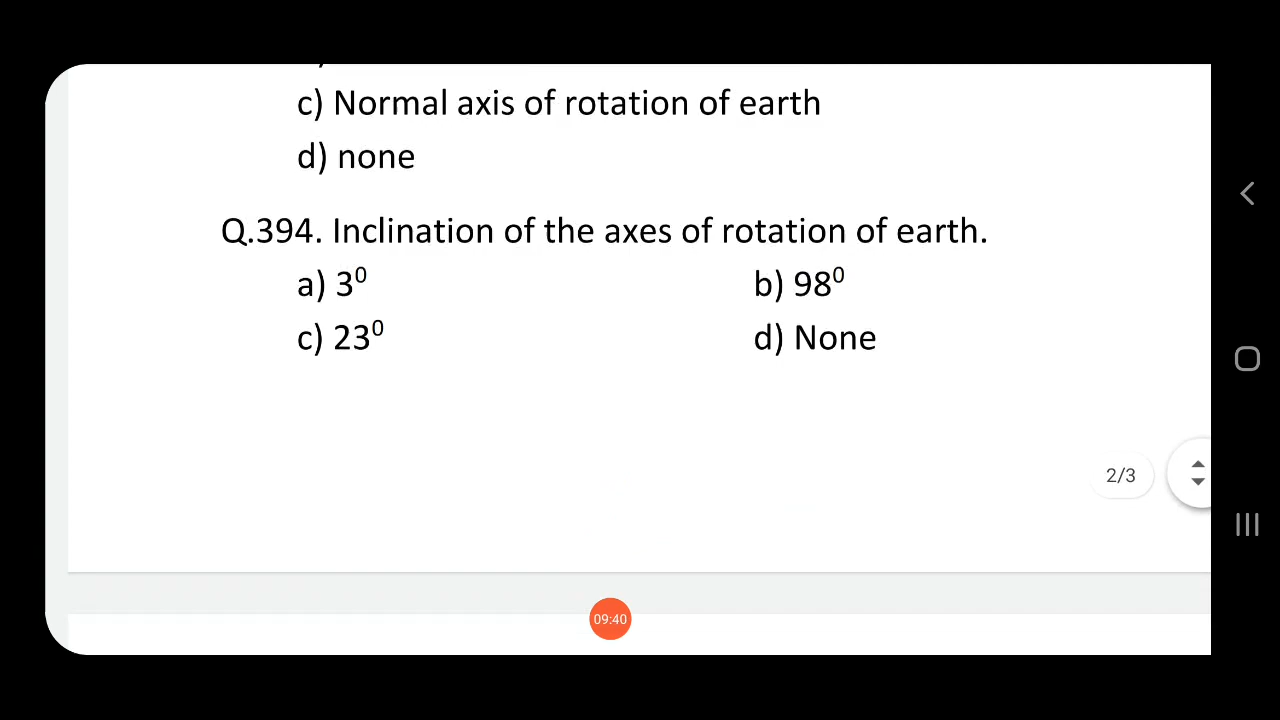 c) Normal axis of rotation of earth
d) none
Q.394. Inclination of the axes of rotation of earth.
a) 3⁰ b) 98⁰
c) 23⁰ d) None
2/3
09:40